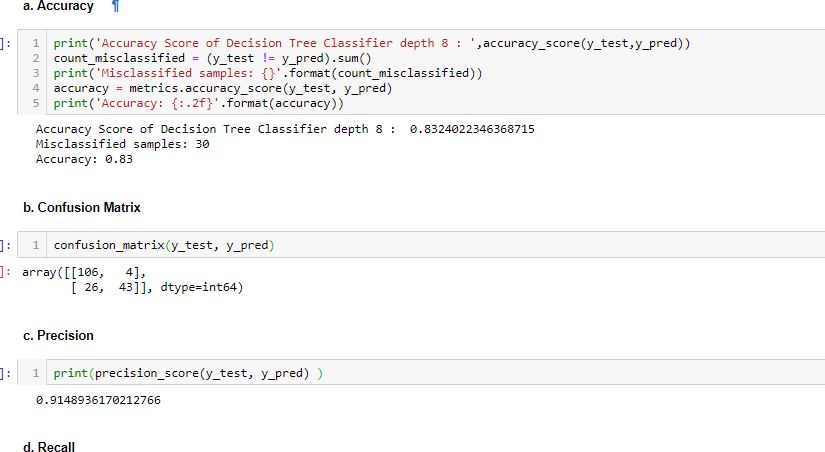 a. Accuracy ¶
]: 1 print('Accuracy Score of Decision Tree Classifier depth 8 : ',accuracy_score(y_test,y_pred))
2 count_misclassified = (y_test != y_pred).sum()
3 print('Misclassified samples: {}'.format(count_misclassified))
4 accuracy = metrics.accuracy_score(y_test, y_pred)
5 print('Accuracy: {:.2f}'.format(accuracy))
Accuracy Score of Decision Tree Classifier depth 8 :  0.8324022346368715
Misclassified samples: 30
Accuracy: 0.83
b. Confusion Matrix
]: 1 confusion_matrix(y_test, y_pred)
]: array([[106,   4],
[ 26,  43]], dtype=int64)
c. Precision
]: 1 print(precision_score(y_test, y_pred) )
0.9148936170212766
d. Recall